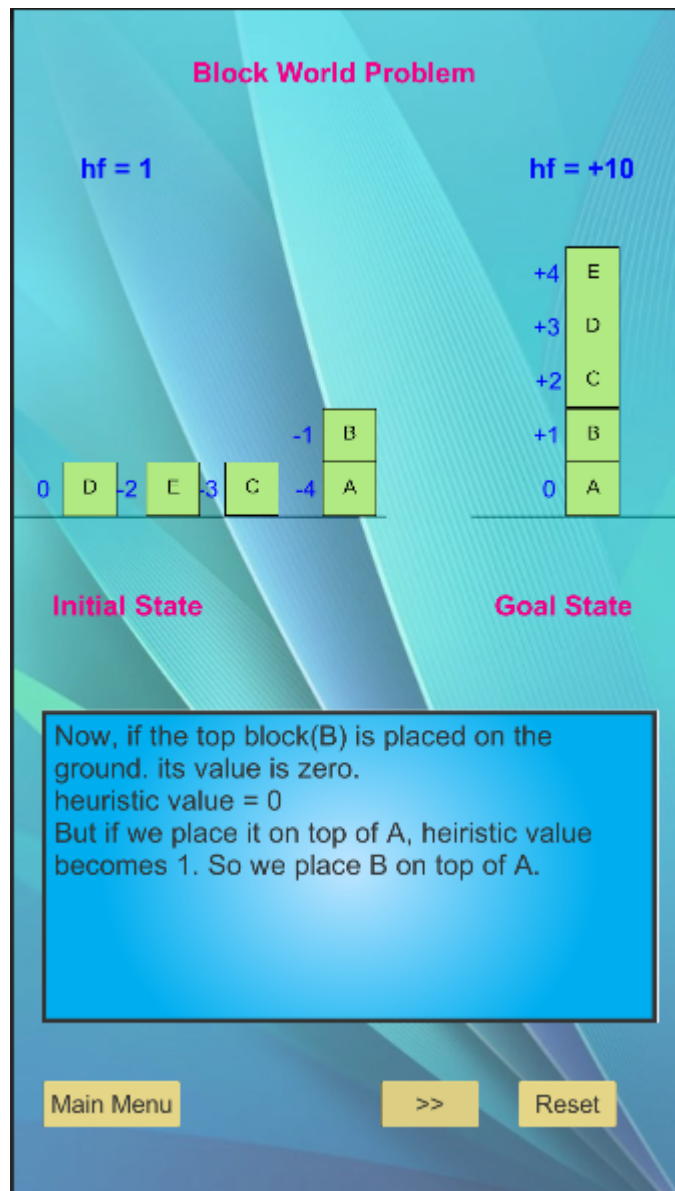 Block World Problem
hf = 1
hf = +10
+4 E
+3 D
+2 C
-1 B
+1 B
0 D -2 E -3 C -4 A
0 A
Initial State
Goal State
Now, if the top block(B) is placed on the
ground. its value is zero.
heuristic value = 0
But if we place it on top of A, heiristic value
becomes 1. So we place B on top of A.
Main Menu
>>
Reset